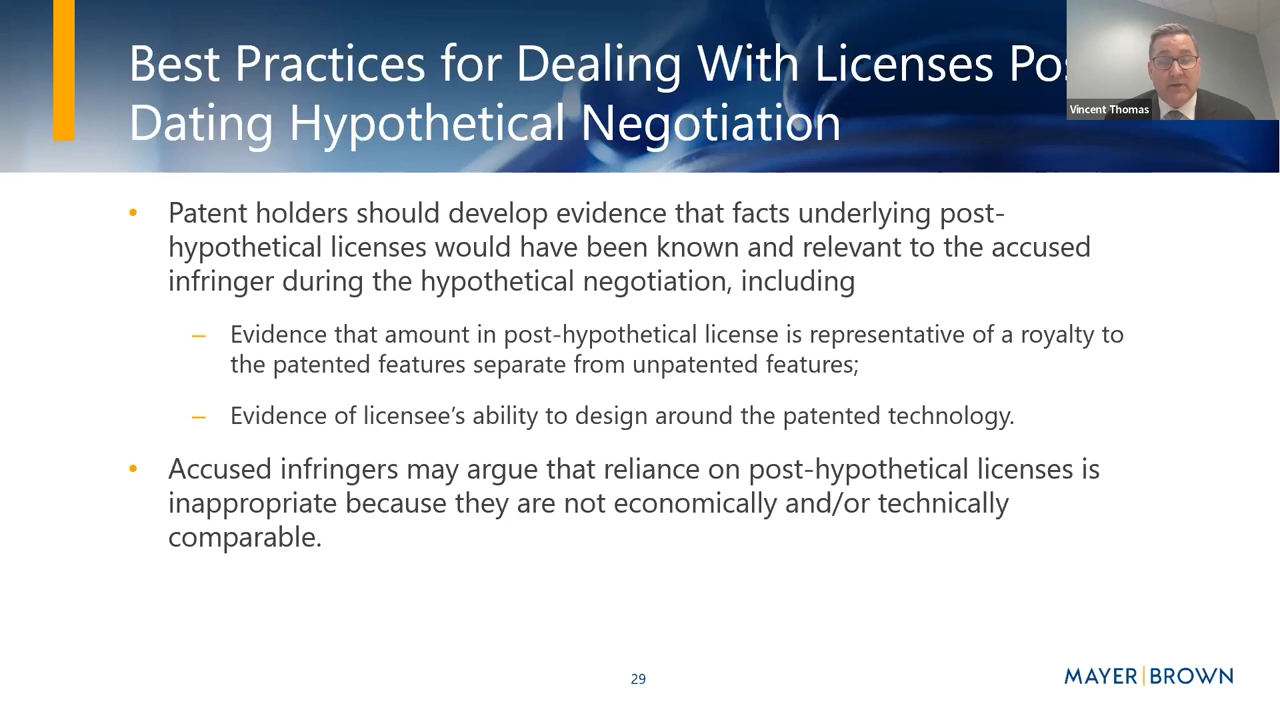 Best Practices for Dealing With Licenses
Dating Hypothetical Negotiation
Vincent Thomas
• Patent holders should develop evidence that facts underlying post-
hypothetical licenses would have been known and relevant to the accused
infringer during the hypothetical negotiation, including
– Evidence that amount in post-hypothetical license is representative of a royalty to
the patented features separate from unpatented features;
– Evidence of licensee’s ability to design around the patented technology.
• Accused infringers may argue that reliance on post-hypothetical licenses is
inappropriate because they are not economically and/or technically
comparable.
29
MAYER|BROWN